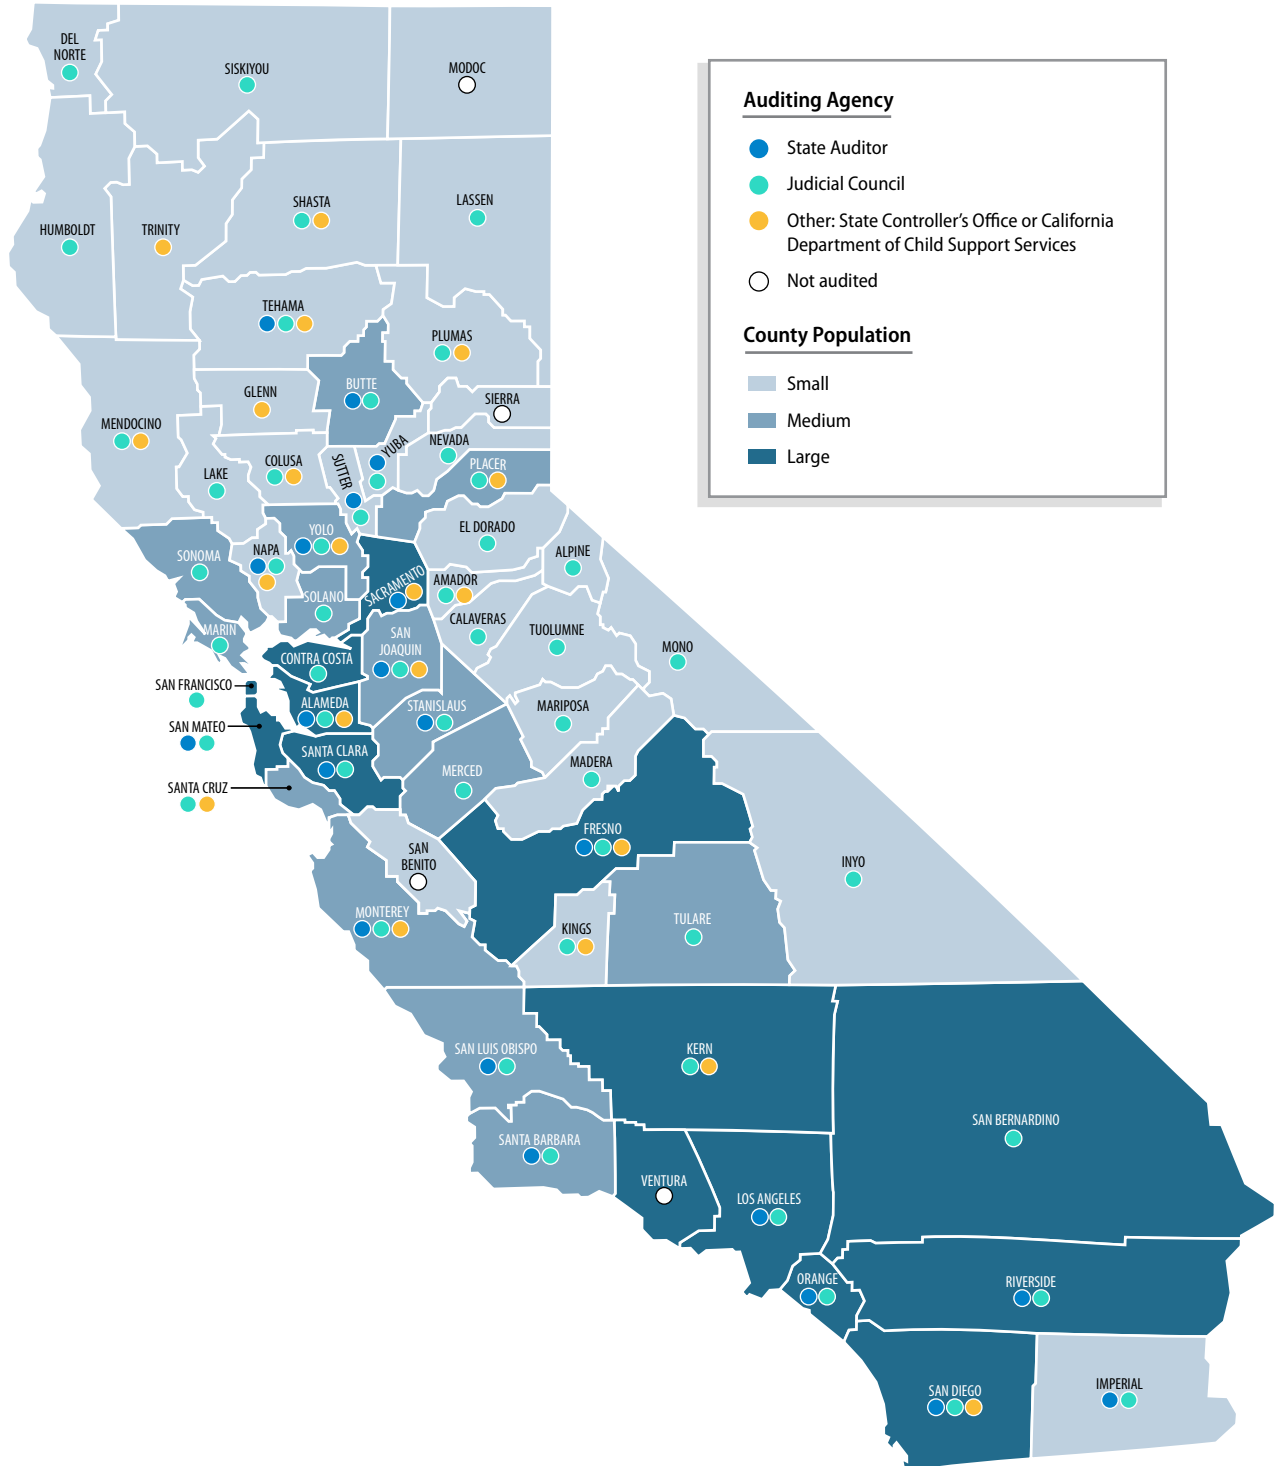 DEL
NORTE
SISKIYOU
MODOC
Auditing Agency
State Auditor
Judicial Council
Other: State Controller's Office or California
Department of Child Support Services
Not audited
County Population
Small
Medium
Large
HUMBOLDT
TRINITY
SHASTA
LASSEN
TEHAMA
PLUMAS
BUTTE
GLENN
SIERRA
MENDOCINO
COLUSA
LAKE
SUTTER
YUBA
NEVADA
PLACER
EL DORADO
YOLO
SONOMA
NAPA
ALPINE
SACRAMENTO
AMADOR
SOLANO
CALAVERAS
MARIN
SAN
JOAQUIN
TUOLUMNE
MONO
CONTRA COSTA
SAN FRANCISCO
ALAMEDA
STANISLAUS
MARIPOSA
SAN MATEO
SANTA CLARA
MERCED
MADERA
SANTA CRUZ
FRESNO
SAN
BENITO
INYO
MONTEREY
KINGS
TULARE
SAN LUIS OBISPO
KERN
SAN BERNARDINO
SANTA BARBARA
VENTURA
LOS ANGELES
ORANGE
RIVERSIDE
SAN DIEGO
IMPERIAL